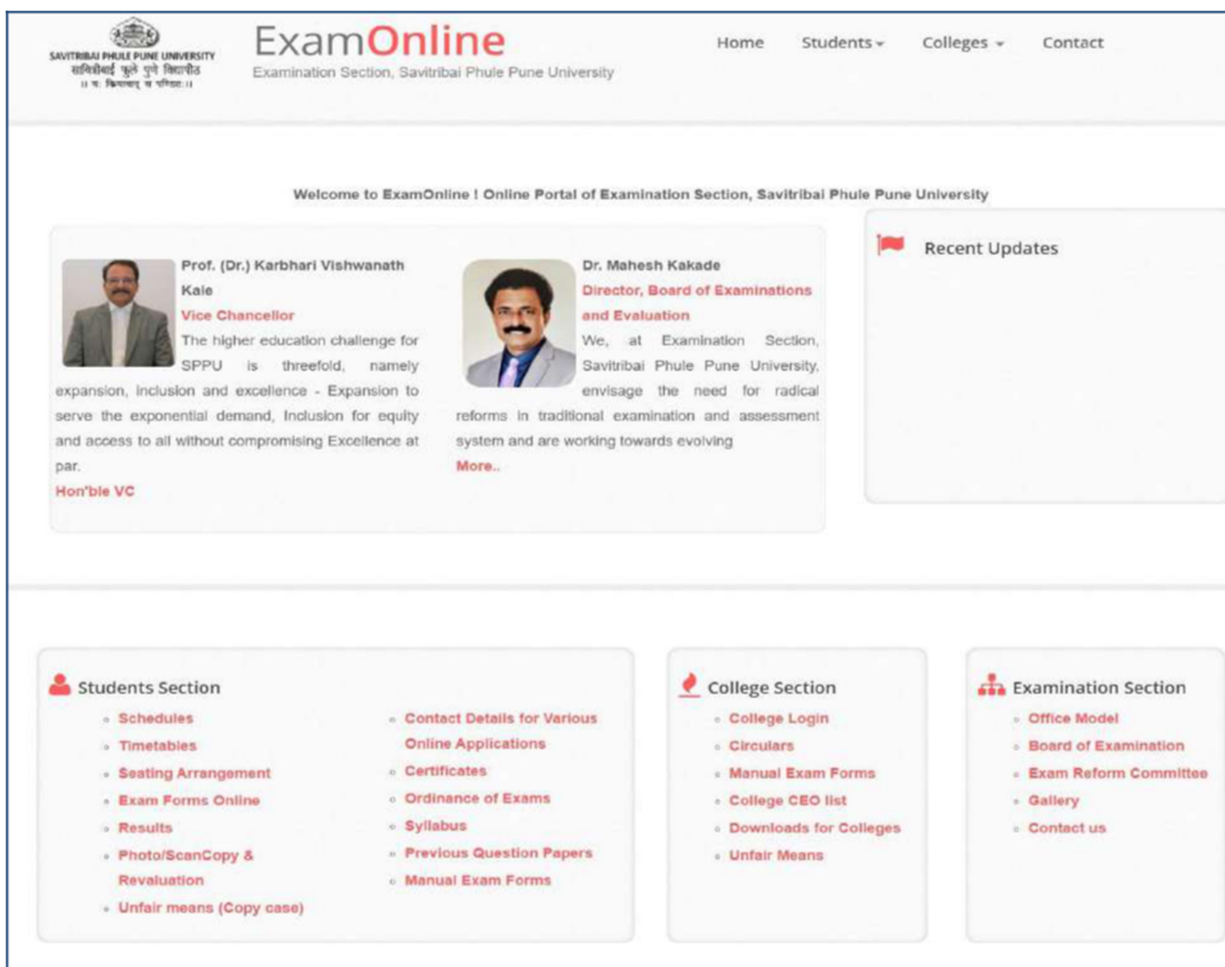 SAVITRIBAI PHULE PUNE UNIVERSITY
सावित्रीबाई फुले पुणे विद्यापीठ
॥ यः क्रियावान् स पण्डितः॥
ExamOnline
Examination Section, Savitribai Phule Pune University
Home Students Colleges Contact
Welcome to ExamOnline ! Online Portal of Examination Section, Savitribai Phule Pune University
Prof. (Dr.) Karbhari Vishwanath
Kale
Vice Chancellor
The higher education challenge for
SPPU is threefold, namely
expansion, inclusion and excellence - Expansion to
serve the exponential demand, Inclusion for equity
and access to all without compromising Excellence at
par.
Hon'ble VC
Dr. Mahesh Kakade
Director, Board of Examinations
and Evaluation
We, at Examination Section,
Savitribai Phule Pune University,
envisage the need for radical
reforms in traditional examination and assessment
system and are working towards evolving
More..
Recent Updates
Students Section
Schedules
Timetables
Seating Arrangement
Exam Forms Online
Results
Photo/ScanCopy &
Revaluation
Unfair means (Copy case)
Contact Details for Various
Online Applications
Certificates
Ordinance of Exams
Syllabus
Previous Question Papers
Manual Exam Forms
College Section
College Login
Circulars
Manual Exam Forms
College CEO list
Downloads for Colleges
Unfair Means
Examination Section
Office Model
Board of Examination
Exam Reform Committee
Gallery
Contact us